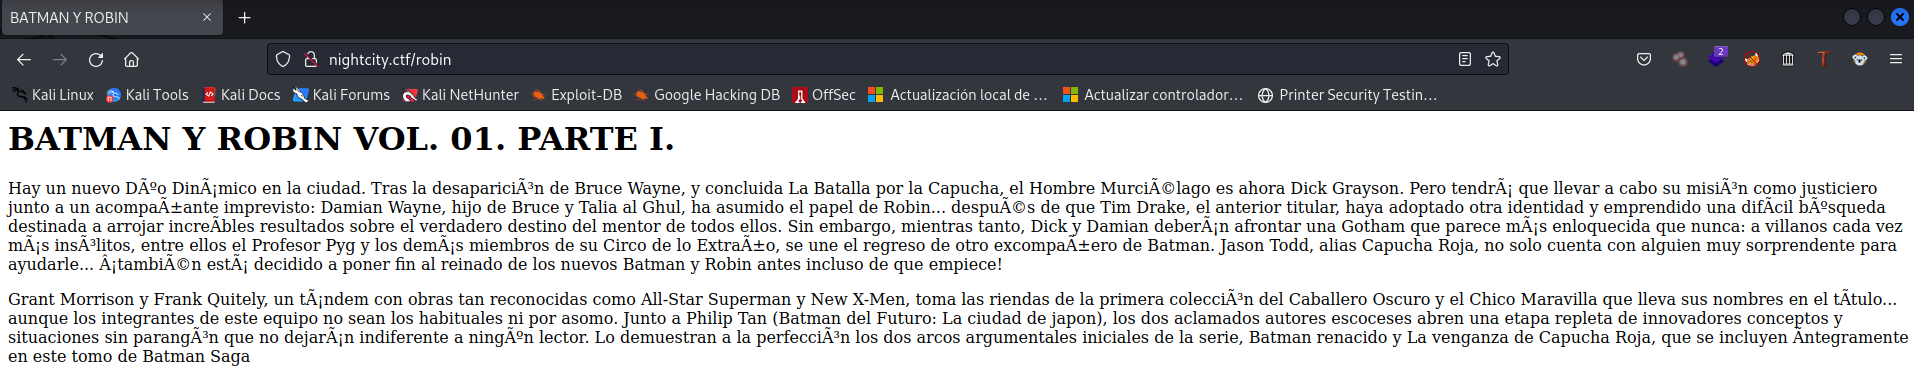 BATMAN Y ROBIN
nightcity.ctf/robin
2
Kali Linux Kali Tools Kali Docs Kali Forums Kali NetHunter Exploit-DB Google Hacking DB OffSec Actualización local de ... Actualizar controlador... Printer Security Testin...
BATMAN Y ROBIN VOL. 01. PARTE I.
Hay un nuevo DÃºo DinÃ¡mico en la ciudad. Tras la desapariciÃ³n de Bruce Wayne, y concluida La Batalla por la Capucha, el Hombre MurciÃ©lago es ahora Dick Grayson. Pero tendrÃ¡ que llevar a cabo su misiÃ³n como justiciero
junto a un acompaÃ±ante imprevisto: Damian Wayne, hijo de Bruce y Talia al Ghul, ha asumido el papel de Robin... despuÃ©s de que Tim Drake, el anterior titular, haya adoptado otra identidad y emprendido una difÃcil bÃºsqueda
destinada a arrojar increÃbles resultados sobre el verdadero destino del mentor de todos ellos. Sin embargo, mientras tanto, Dick y Damian deberÃ¡n afrontar una Gotham que parece mÃ¡s enloquecida que nunca: a villanos cada vez
mÃ¡s insÃ³litos, entre ellos el Profesor Pyg y los demÃ¡s miembros de su Circo de lo ExtraÃ±o, se une el regreso de otro excompaÃ±ero de Batman. Jason Todd, alias Capucha Roja, no solo cuenta con alguien muy sorprendente para
ayudarle... Â¡tambiÃ©n estÃ¡ decidido a poner fin al reinado de los nuevos Batman y Robin antes incluso de que empiece!
Grant Morrison y Frank Quitely, un tÃ¡ndem con obras tan reconocidas como All-Star Superman y New X-Men, toma las riendas de la primera colecciÃ³n del Caballero Oscuro y el Chico Maravilla que lleva sus nombres en el tÃtulo...
aunque los integrantes de este equipo no sean los habituales ni por asomo. Junto a Philip Tan (Batman del Futuro: La ciudad de japon), los dos aclamados autores escoceses abren una etapa repleta de innovadores conceptos y
situaciones sin parangÃ³n que no dejarÃ¡n indiferente a ningÃºn lector. Lo demuestran a la perfecciÃ³n los dos arcos argumentales iniciales de la serie, Batman renacido y La venganza de Capucha Roja, que se incluyen Ãntegramente
en este tomo de Batman Saga